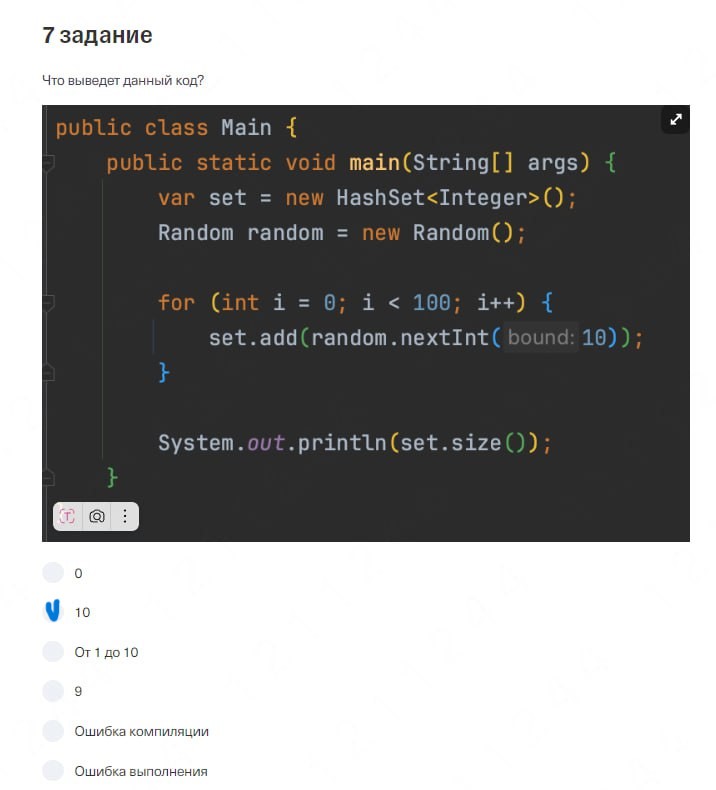 7 задание
Что выведет данный код?
public class Main {
public static void main(String[] args) {
var set = new HashSet<Integer>();
Random random = new Random();
for (int i = 0; i < 100; i++) {
set.add(random.nextInt( bound: 10));
}
System.out.println(set.size());
}
0
10
От 1 до 10
9
Ошибка компиляции
Ошибка выполнения